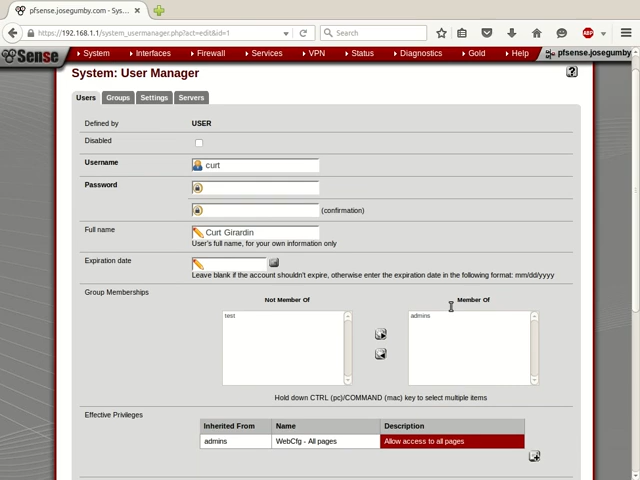 pfsense.josegumby.com - Sys...
https://192.168.1.1/system_usermanager.php?act=edit&id=1
Search
ABP
Sense
System Interfaces Firewall Services VPN Status Diagnostics Gold Help pfsense.josegumby
System: User Manager
?
Users Groups Settings Servers
Defined by USER
Disabled
Username curt
Password
(confirmation)
Full name Curt Girardin
User's full name, for your own information only
Expiration date
Leave blank if the account shouldn't expire, otherwise enter the expiration date in the following format: mm/dd/yyyy
Group Memberships
Not Member Of Member Of
test admins
Hold down CTRL (pc)/COMMAND (mac) key to select multiple items
Effective Privileges
Inherited From Name Description
admins WebCfg - All pages Allow access to all pages